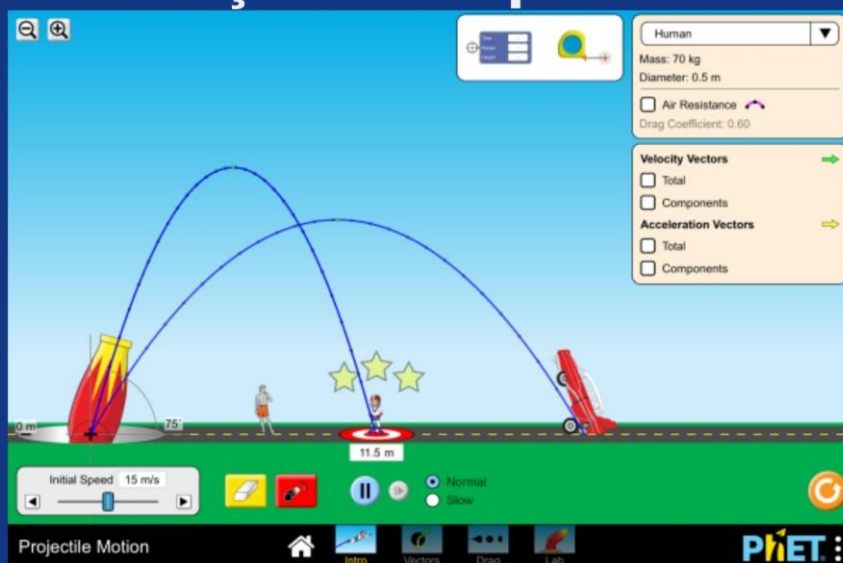 Human
Mass: 70 kg
Diameter: 0.5 m
Air Resistance
Drag Coefficient: 0.60
Velocity Vectors
Total
Components
Acceleration Vectors
Total
Components
0 m
75°
11.5 m
Initial Speed 15 m/s
Normal
Slow
Projectile Motion
Intro
Vectors
Drag
Lab
PhET